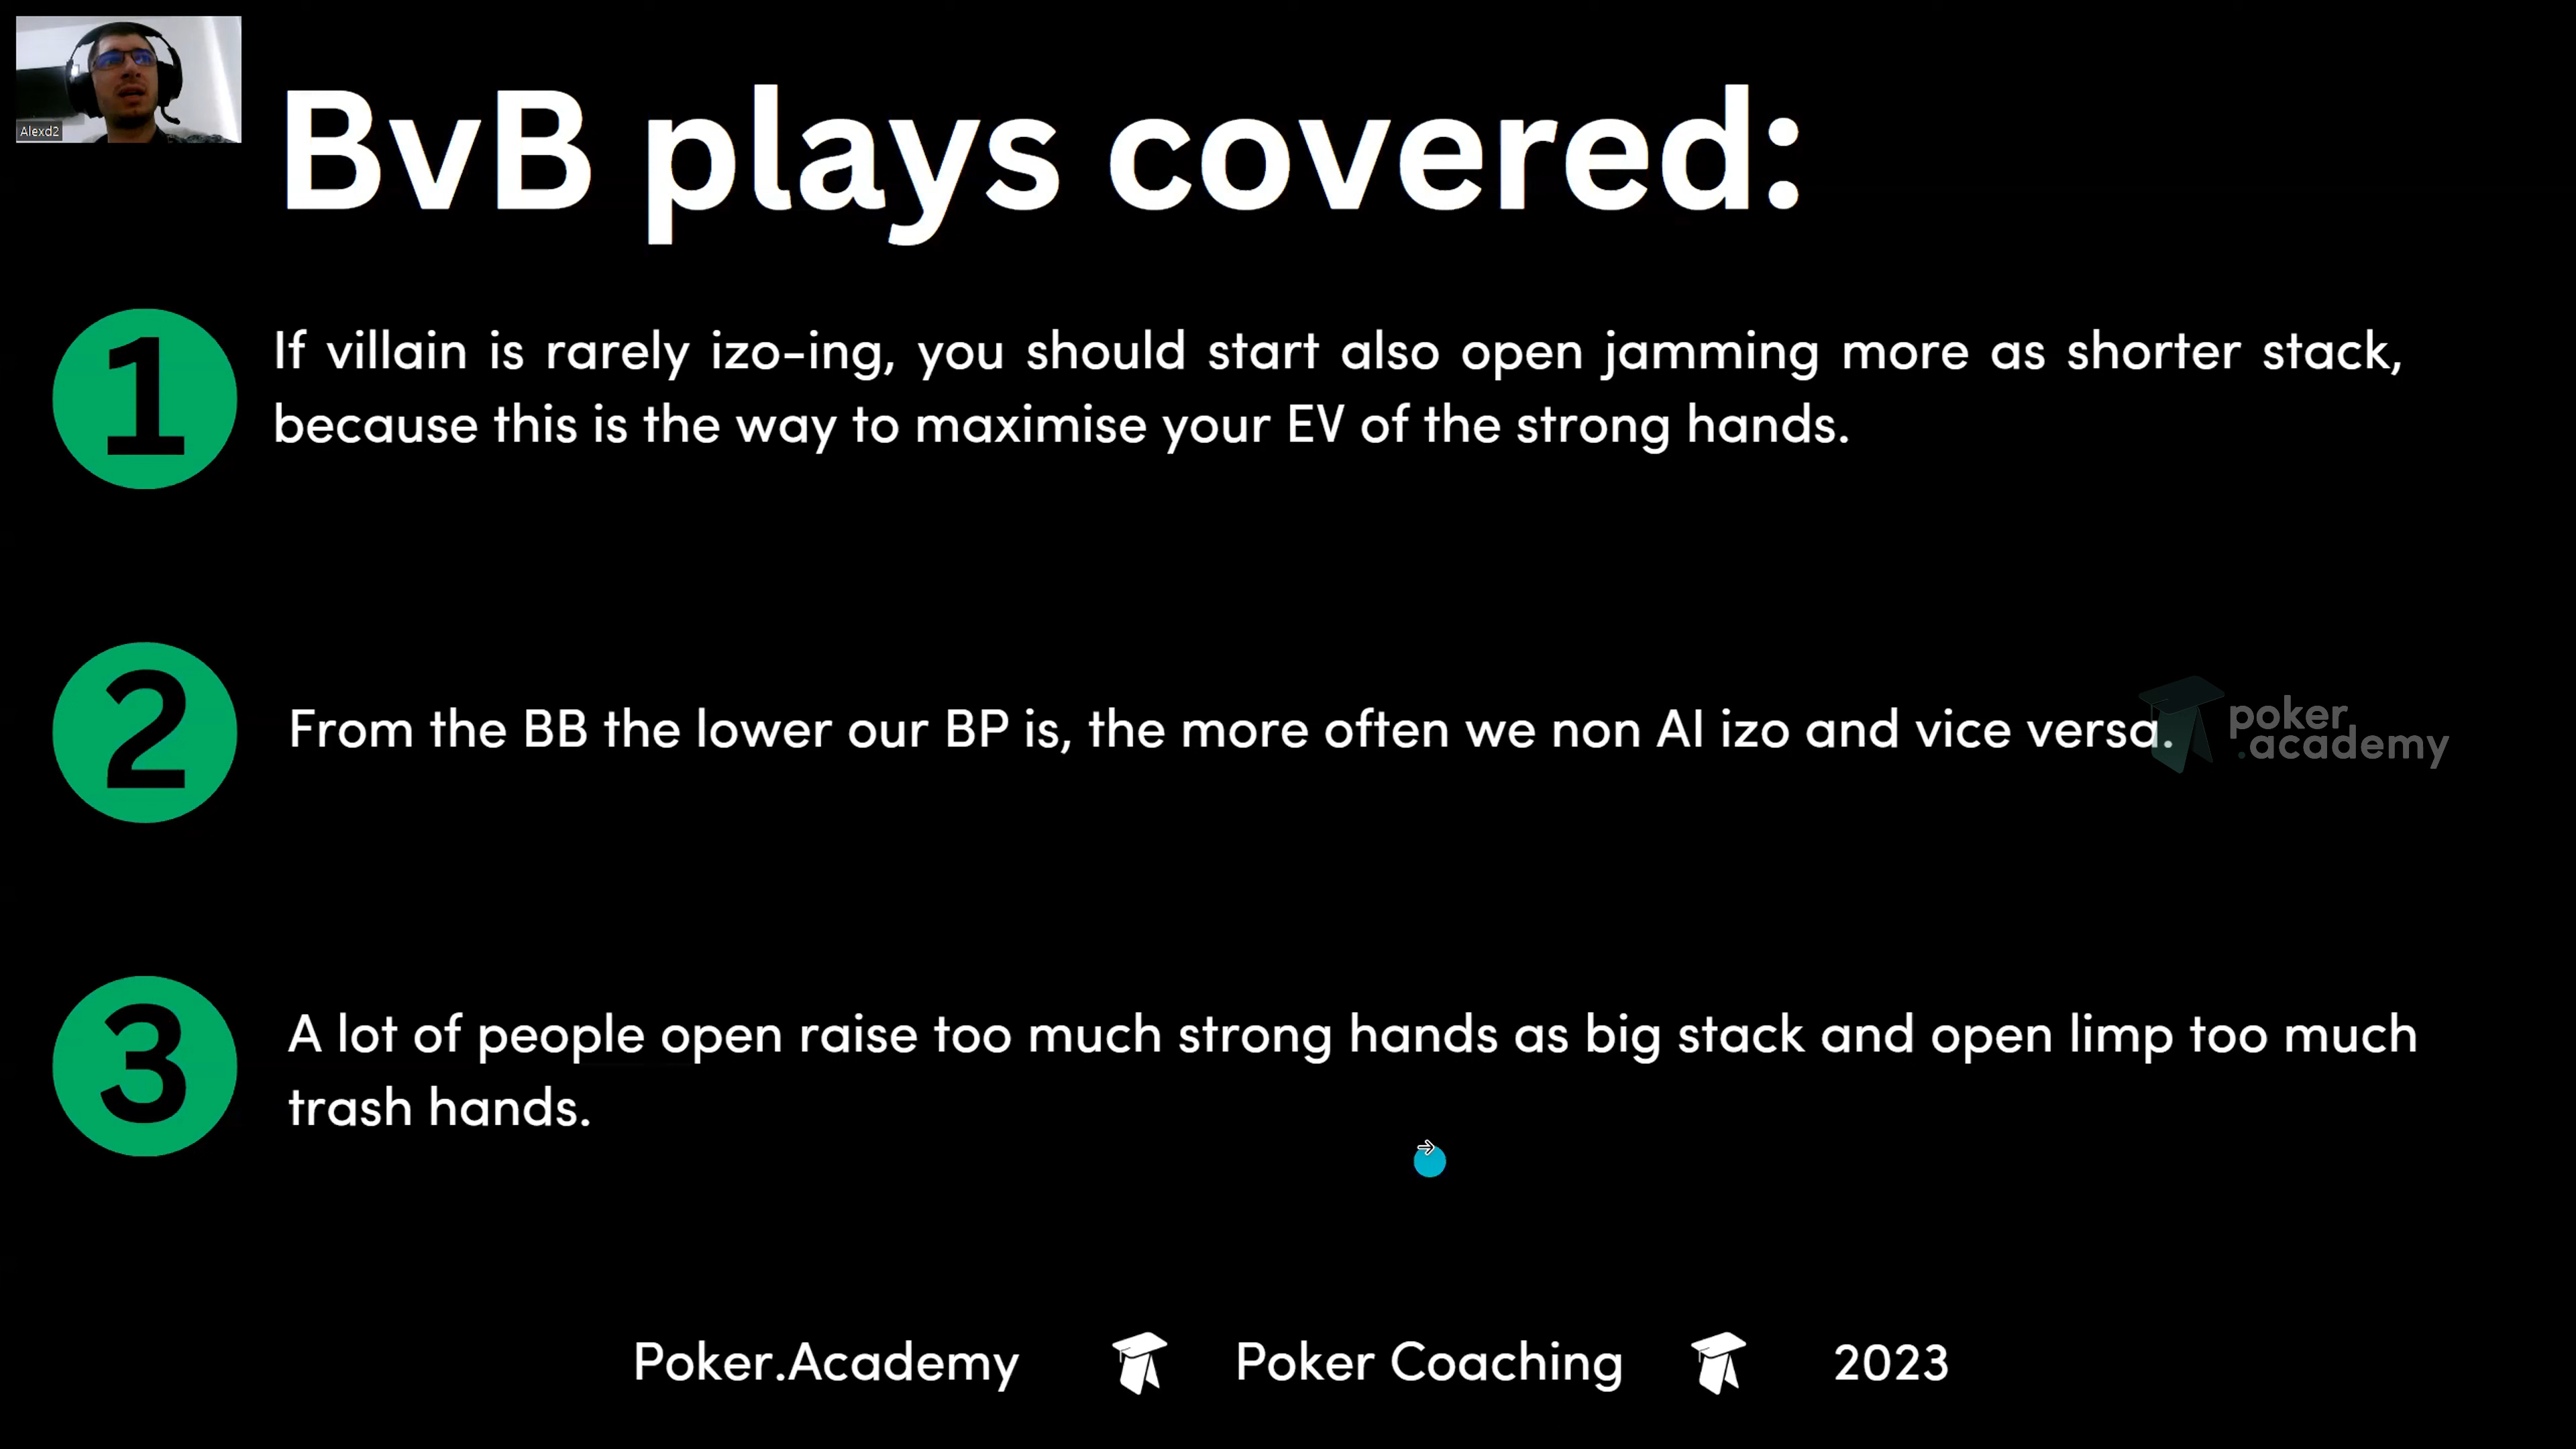 Alexd2
BvB plays covered:
1
If villain is rarely izo-ing, you should start also open jamming more as shorter stack,
because this is the way to maximise your EV of the strong hands.
2
From the BB the lower our BP is, the more often we non AI izo and vice versa.
poker
.academy
3
A lot of people open raise too much strong hands as big stack and open limp too much
trash hands.
Poker.Academy
Poker Coaching
2023